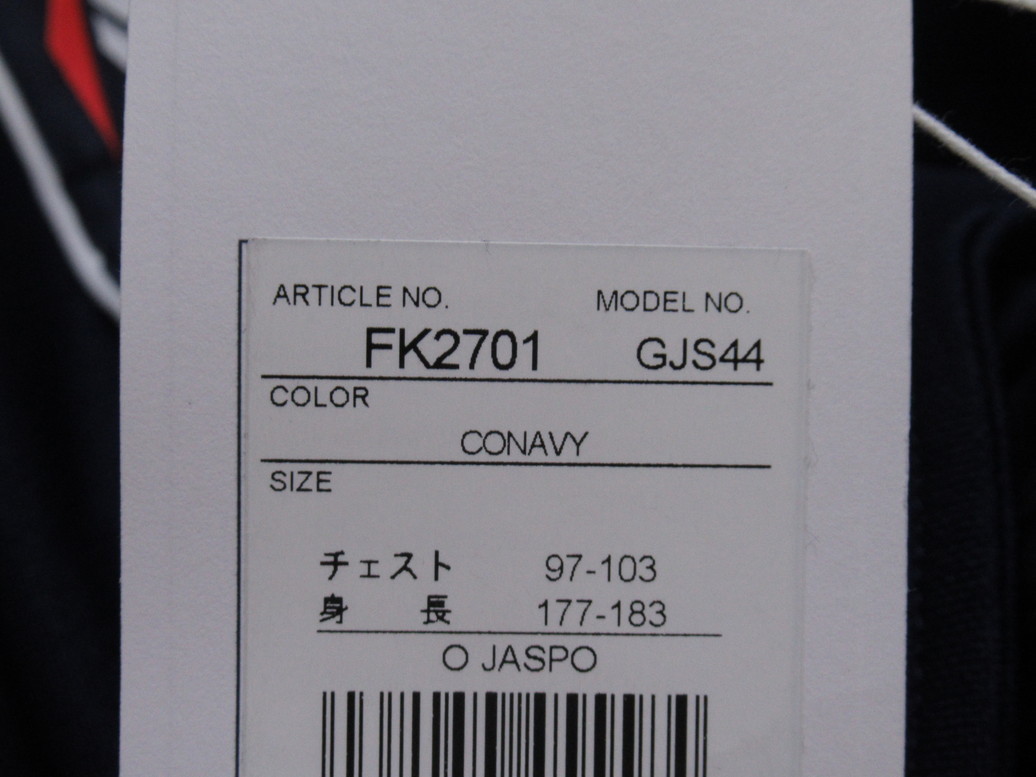 ARTICLE NO. MODEL NO.
FK2701 GJS44
COLOR
CONAVY
SIZE
チェスト 97-103
身 長 177-183
O JASPO